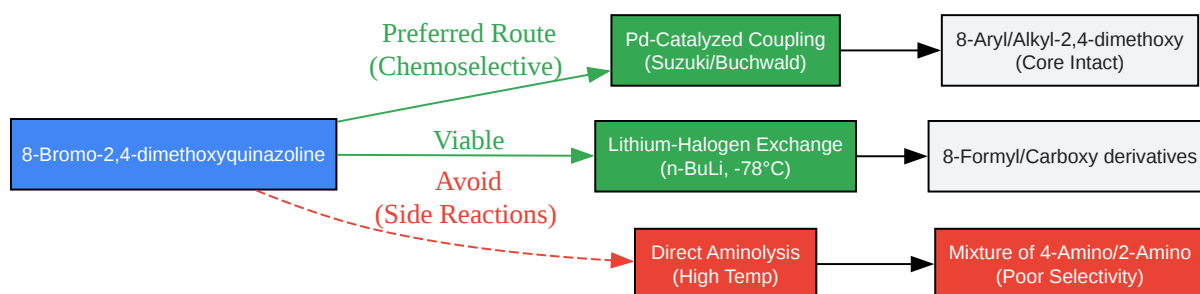 Preferred Route
(Chemoselective)
Pd-Catalyzed Coupling
(Suzuki/Buchwald)
8-Aryl/Alkyl-2,4-dimethoxy
(Core Intact)
8-Bromo-2,4-dimethoxyquinazoline
Viable
Lithium-Halogen Exchange
(n-BuLi, -78°C)
8-Formyl/Carboxy derivatives
Avoid
(Side Reactions)
Direct Aminolysis
(High Temp)
Mixture of 4-Amino/2-Amino
(Poor Selectivity)